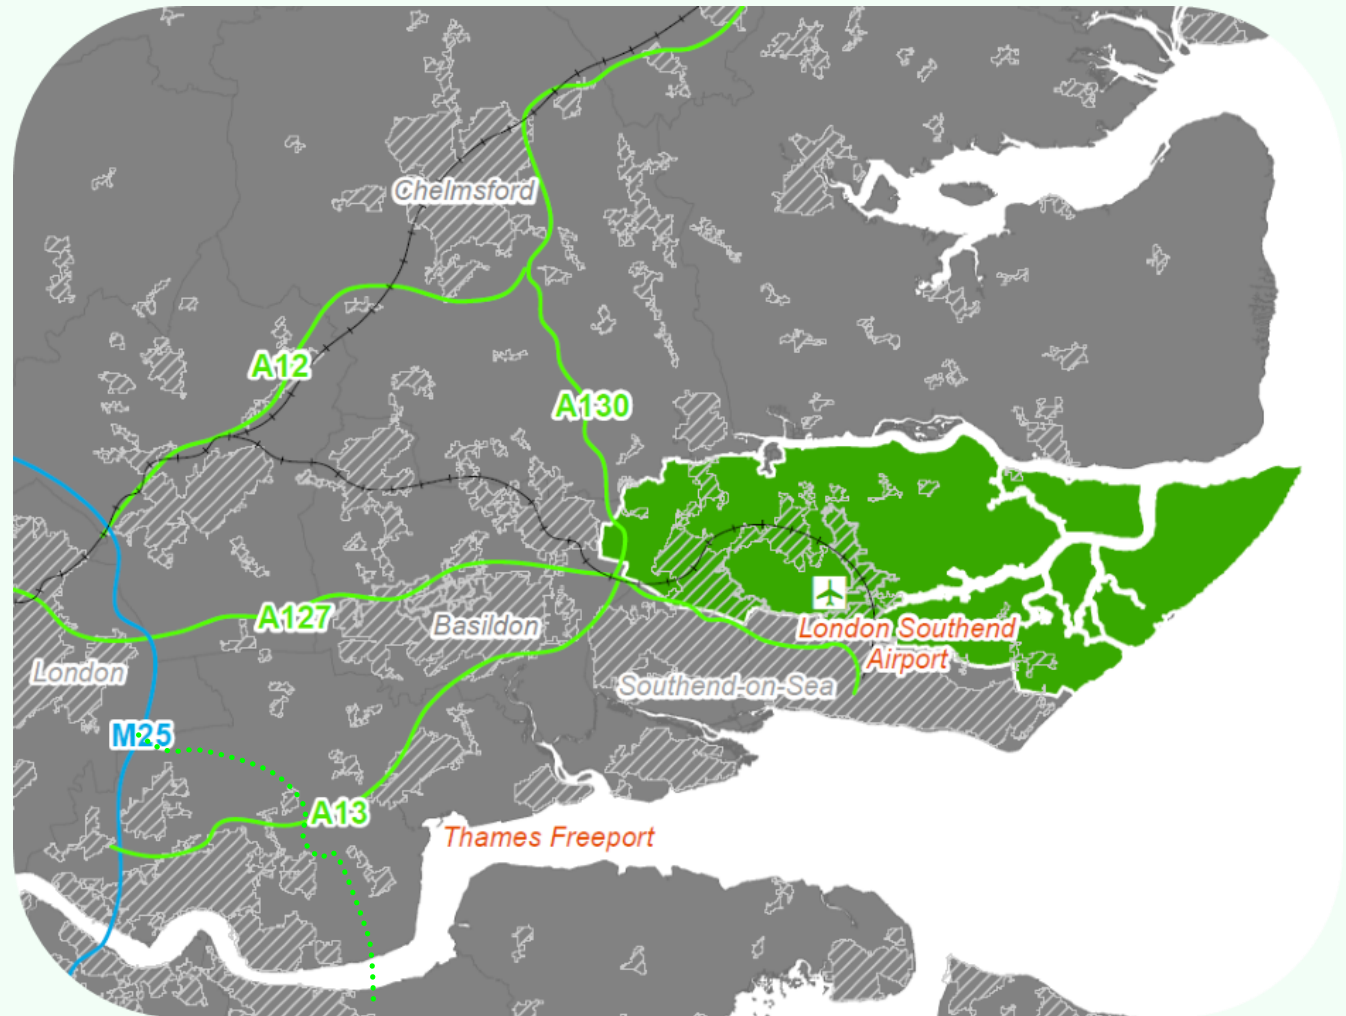 Chelmsford
A12
A130
A127
Basildon
London Southend
Airport
London
Southend-on-Sea
M25
A13
Thames Freeport